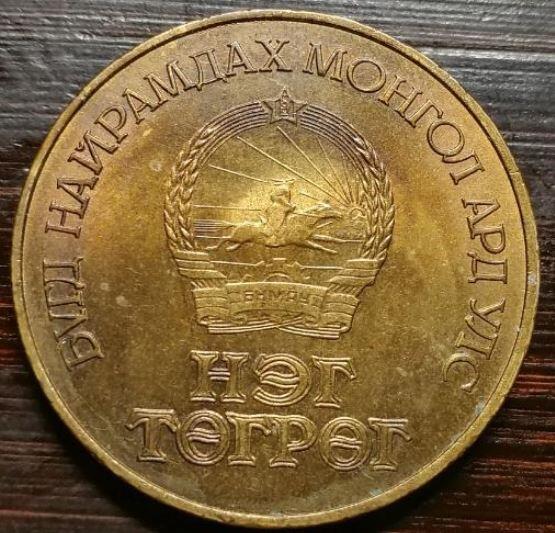 БҮГД НАЙРАМДАХ МОНГОЛ АРД УЛС
БНМАУ
НЭГ
ТӨГРӨГ